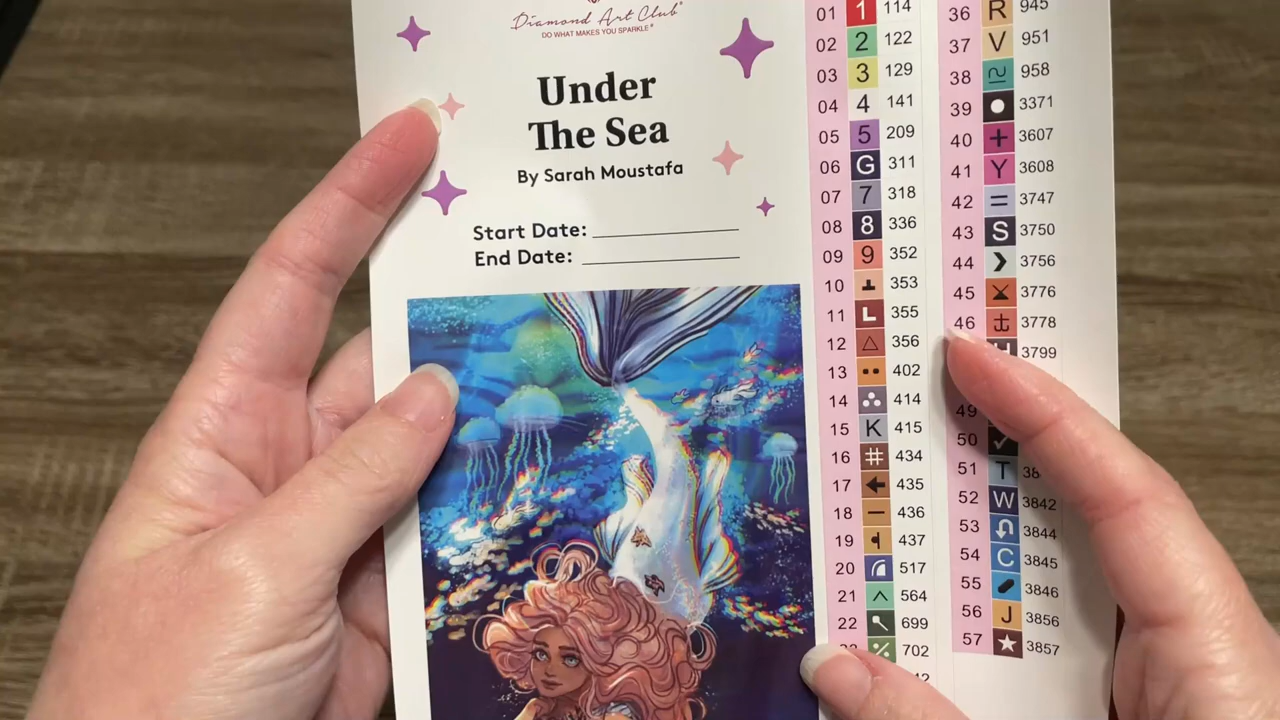 Diamond Art Club
DO WHAT MAKES YOU SPARKLE
Under
The Sea
By Sarah Moustafa
Start Date:
End Date:
01 1 114
02 2 122
03 3 129
04 4 141
05 5 209
06 G 311
07 7 318
08 8 336
09 9 352
10 353
11 L 355
12 △ 356
13 •• 402
14 414
15 K 415
16 # 434
17 ← 435
18 – 436
19 437
20 517
21 ^ 564
22 699
23 % 702
36 R 945
37 V 951
38 958
39 ● 3371
40 + 3607
41 Y 3608
42 = 3747
43 S 3750
44 3756
45 3776
46 ⚓ 3778
H 3799
49
50 ✓
51 T
52 W 3842
53 3844
54 C 3845
55 3846
56 J 3856
57 ★ 3857